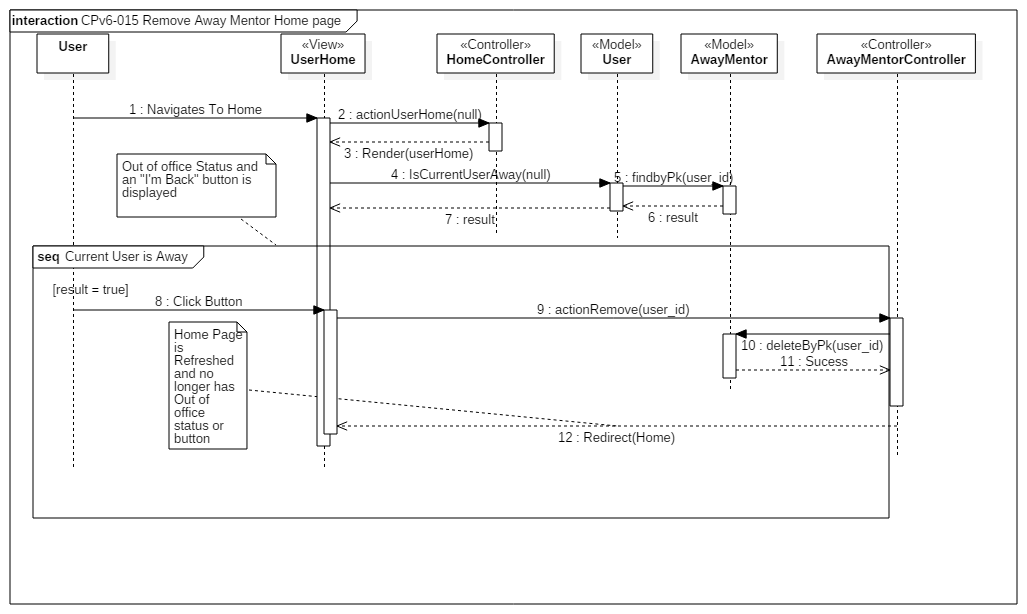 interaction CPv6-015 Remove Away Mentor Home page
User
«View»
UserHome
«Controller»
HomeController
«Model»
User
«Model»
AwayMentor
«Controller»
AwayMentorController
1 : Navigates To Home
2 : actionUserHome(null)
3 : Render(userHome)
Out of office Status and
an "I'm Back" button is
displayed
4 : IsCurrentUserAway(null)
5 : findbyPk(user_id)
6 : result
7 : result
seq Current User is Away
[result = true]
8 : Click Button
9 : actionRemove(user_id)
Home Page
is
Refreshed
and no
longer has
Out of
office
status or
button
10 : deleteByPk(user_id)
11 : Sucess
12 : Redirect(Home)